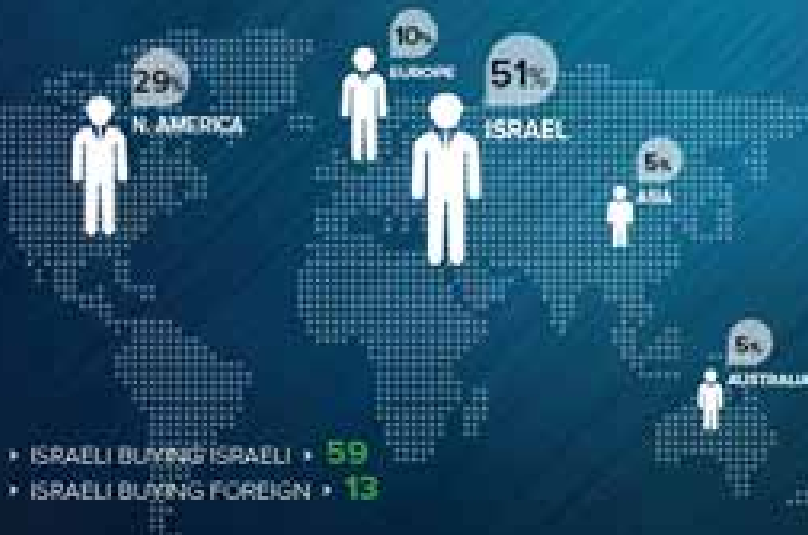 10%
EUROPE
51%
ISRAEL
29%
N. AMERICA
5%
ASIA
5%
AUSTRALIA
• ISRAELI BUYING ISRAELI • 59
• ISRAELI BUYING FOREIGN • 13